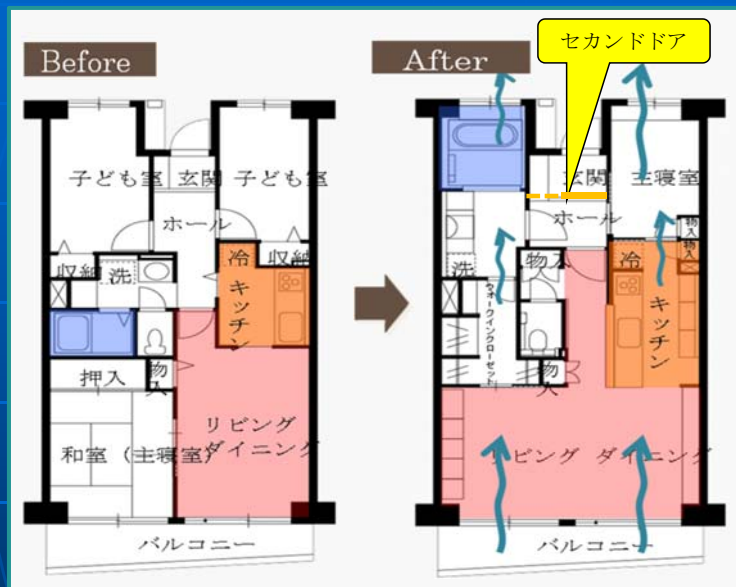 Before
子ども室
玄関
子ども室
ホール
収納
洗
冷
収納
キッチン
押入
物入
リビング
ダイニング
和室（主寝室）
バルコニー
After
セカンドドア
玄関
主寝室
ホール
物入
物入
洗
物入
冷
キッチン
ウォークインクローゼット
物入
リビング ダイニング
バルコニー